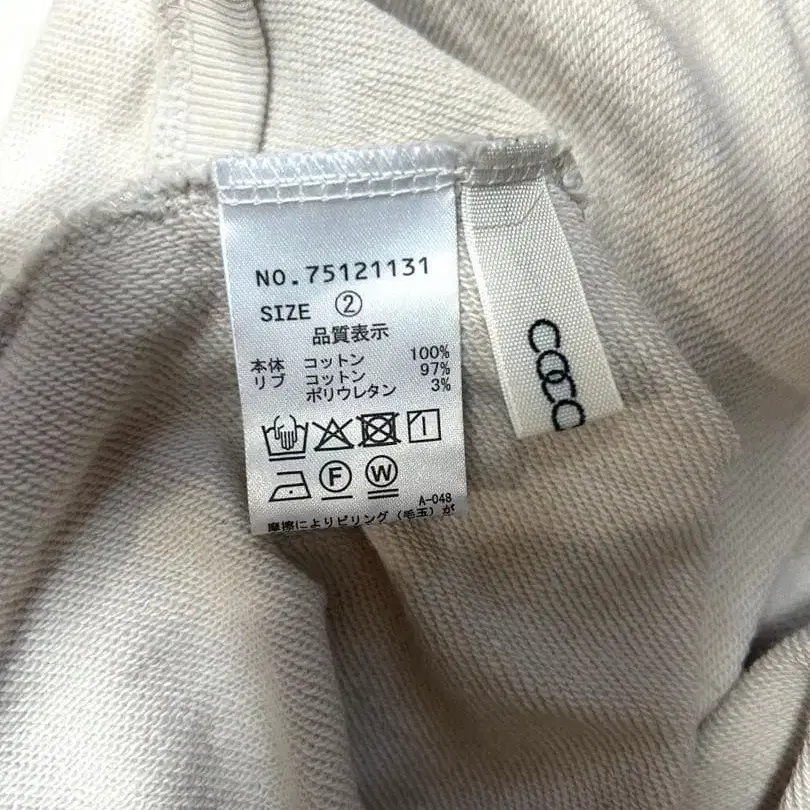 NO.75121131
SIZE ②
品質表示
本体 コットン 100%
リブ コットン 97%
ポリウレタン 3%
F W
A-048
摩擦によりピリング(毛玉)が
COCO